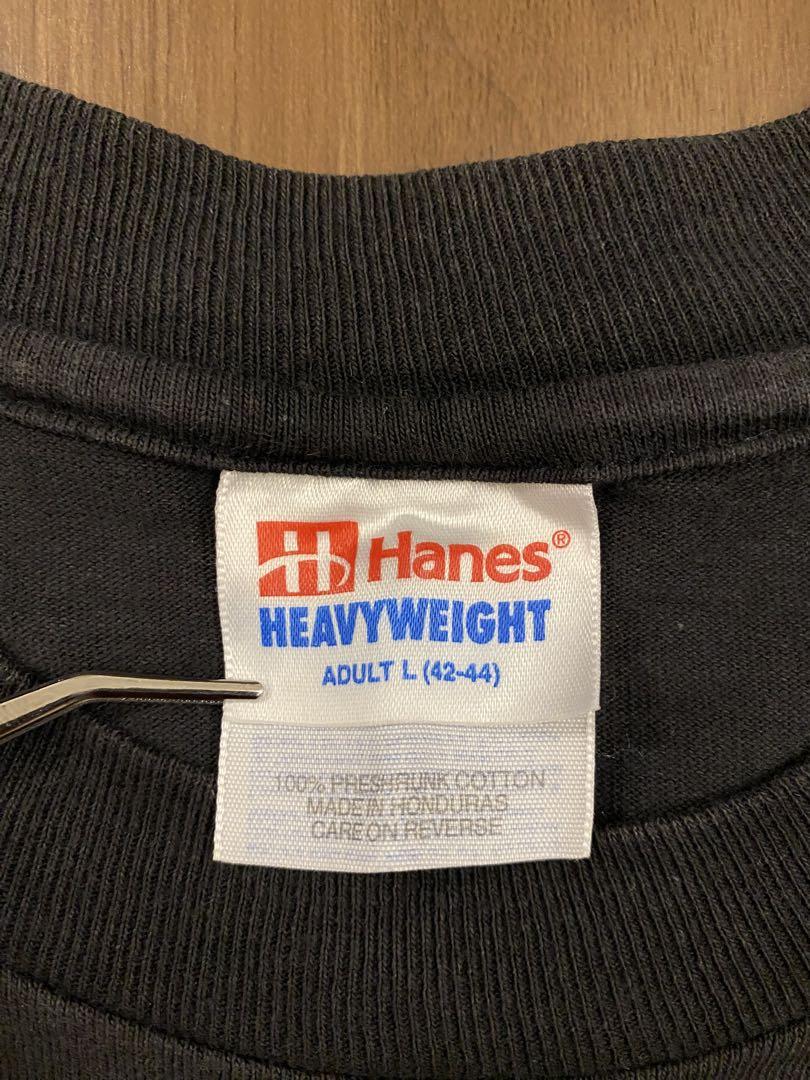 H Hanes®
HEAVYWEIGHT
ADULT L (42-44)
100% PRESHRUNK COTTON
MADE IN HONDURAS
CARE ON REVERSE